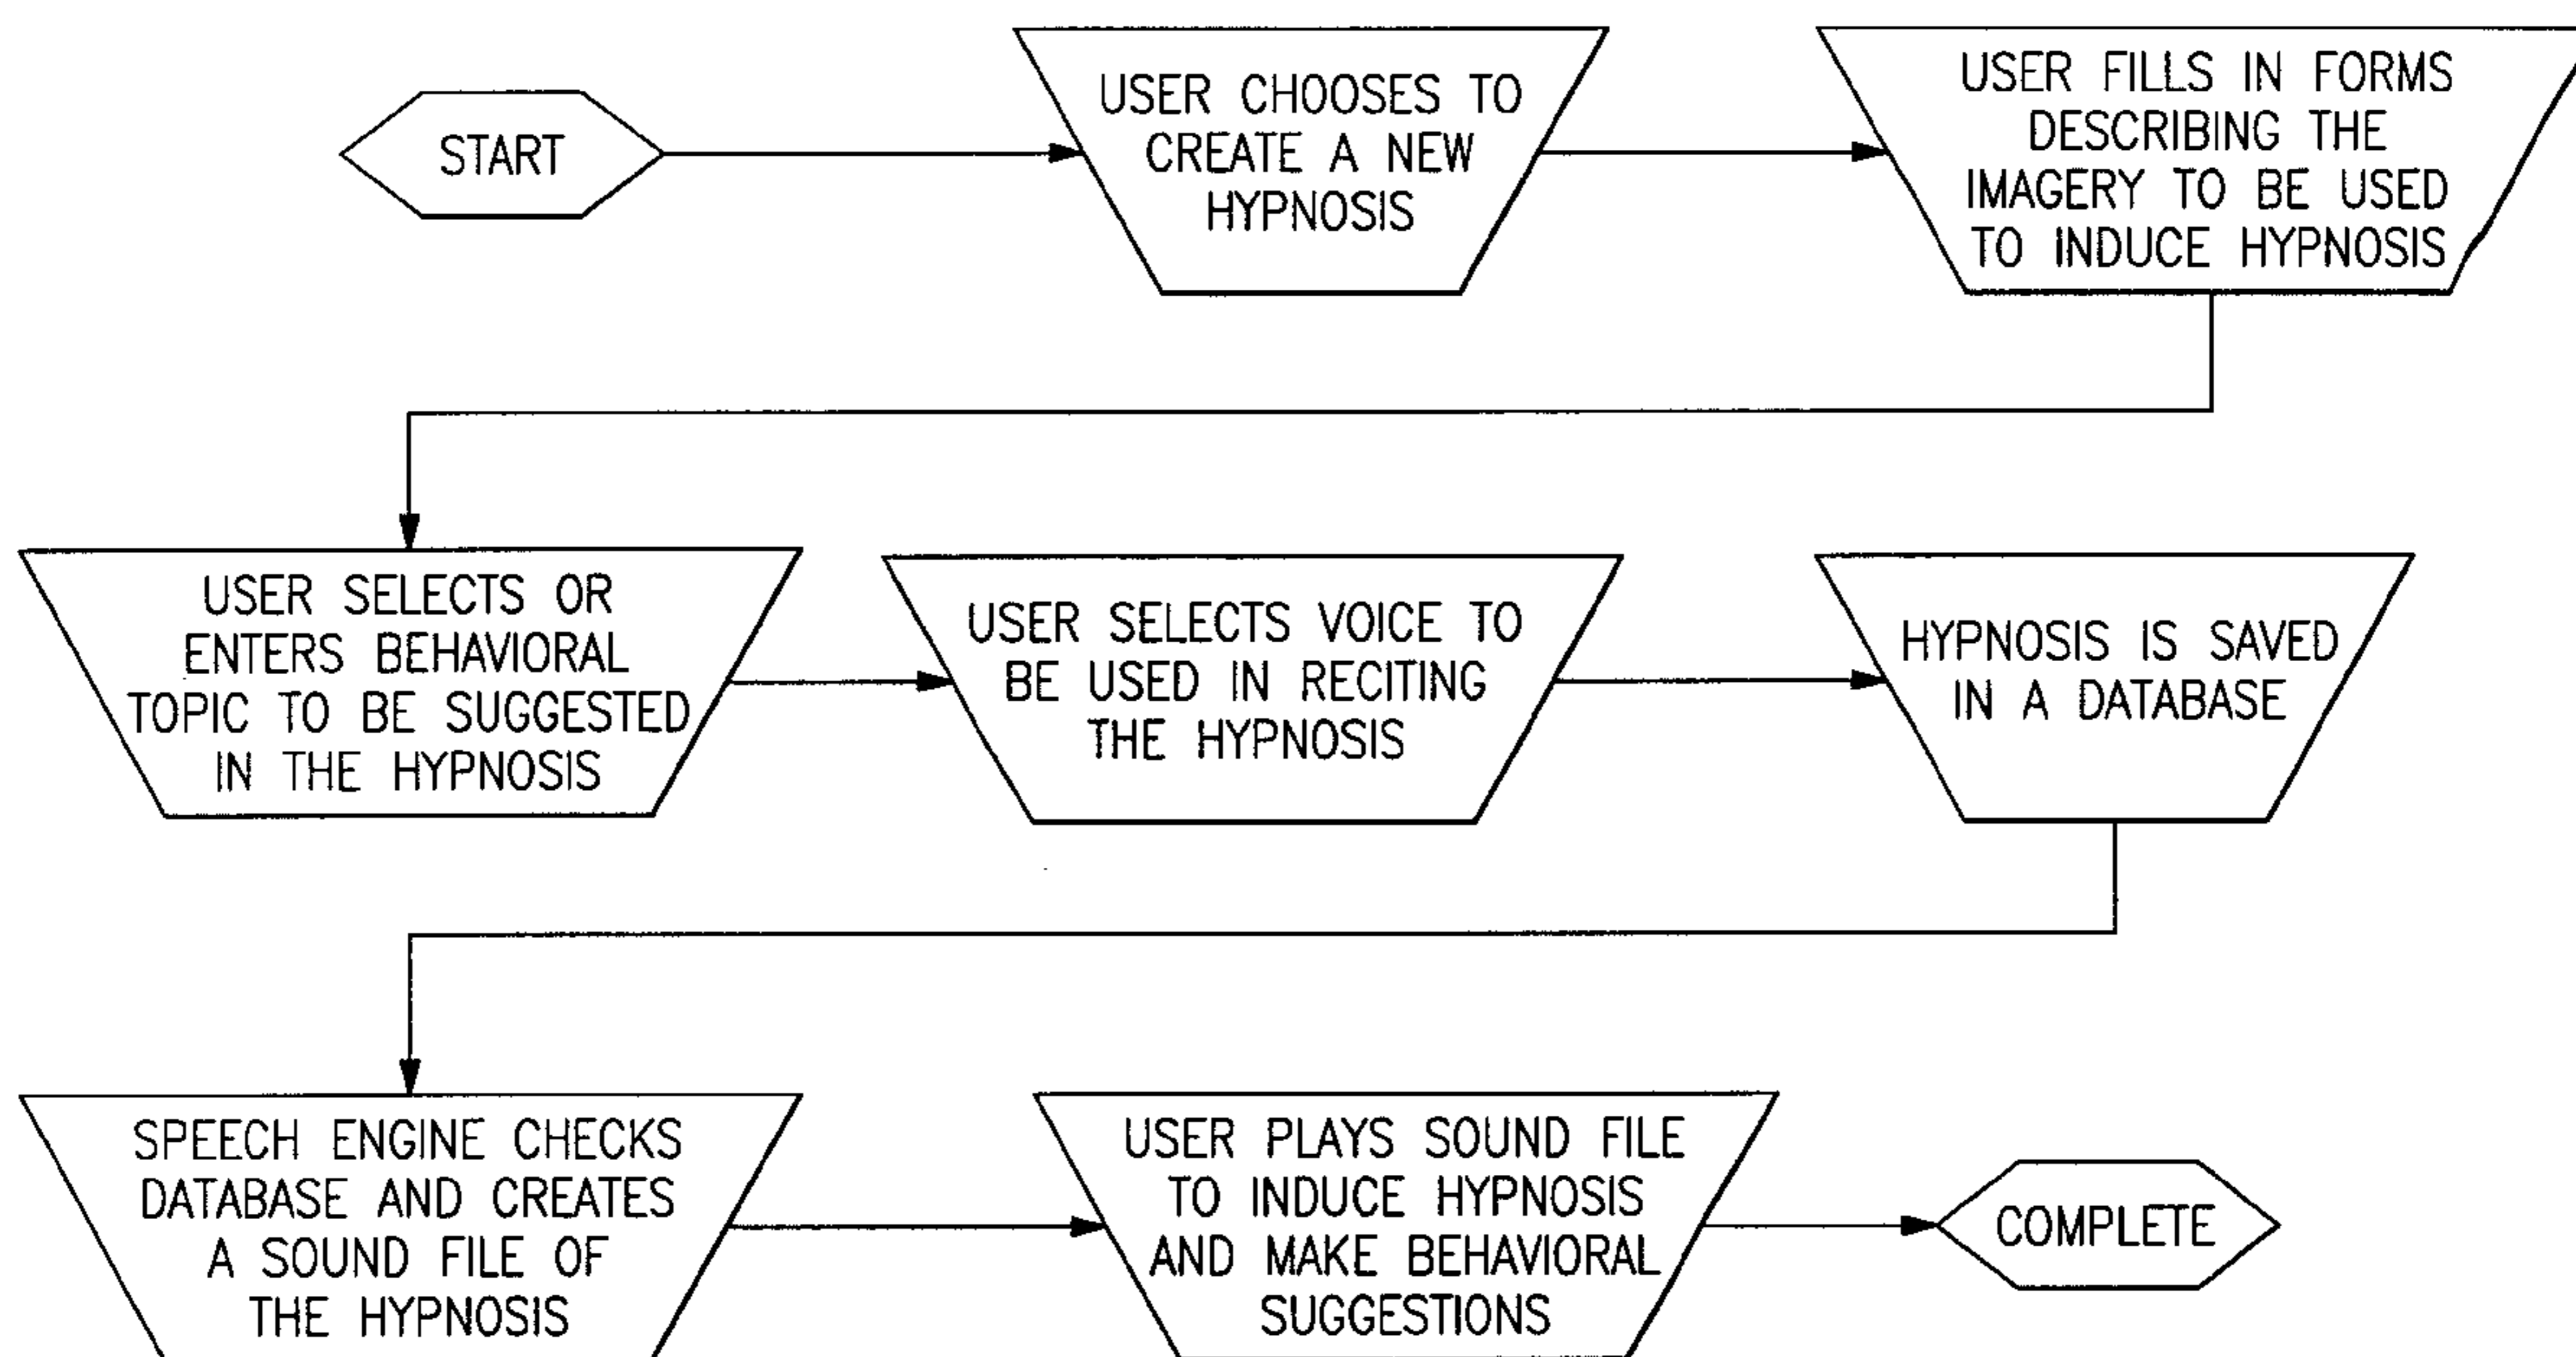 START
USER CHOOSES TO
CREATE A NEW
HYPNOSIS
USER FILLS IN FORMS
DESCRIBING THE
IMAGERY TO BE USED
TO INDUCE HYPNOSIS
USER SELECTS OR
ENTERS BEHAVIORAL
TOPIC TO BE SUGGESTED
IN THE HYPNOSIS
USER SELECTS VOICE TO
BE USED IN RECITING
THE HYPNOSIS
HYPNOSIS IS SAVED
IN A DATABASE
SPEECH ENGINE CHECKS
DATABASE AND CREATES
A SOUND FILE OF
THE HYPNOSIS
USER PLAYS SOUND FILE
TO INDUCE HYPNOSIS
AND MAKE BEHAVIORAL
SUGGESTIONS
COMPLETE